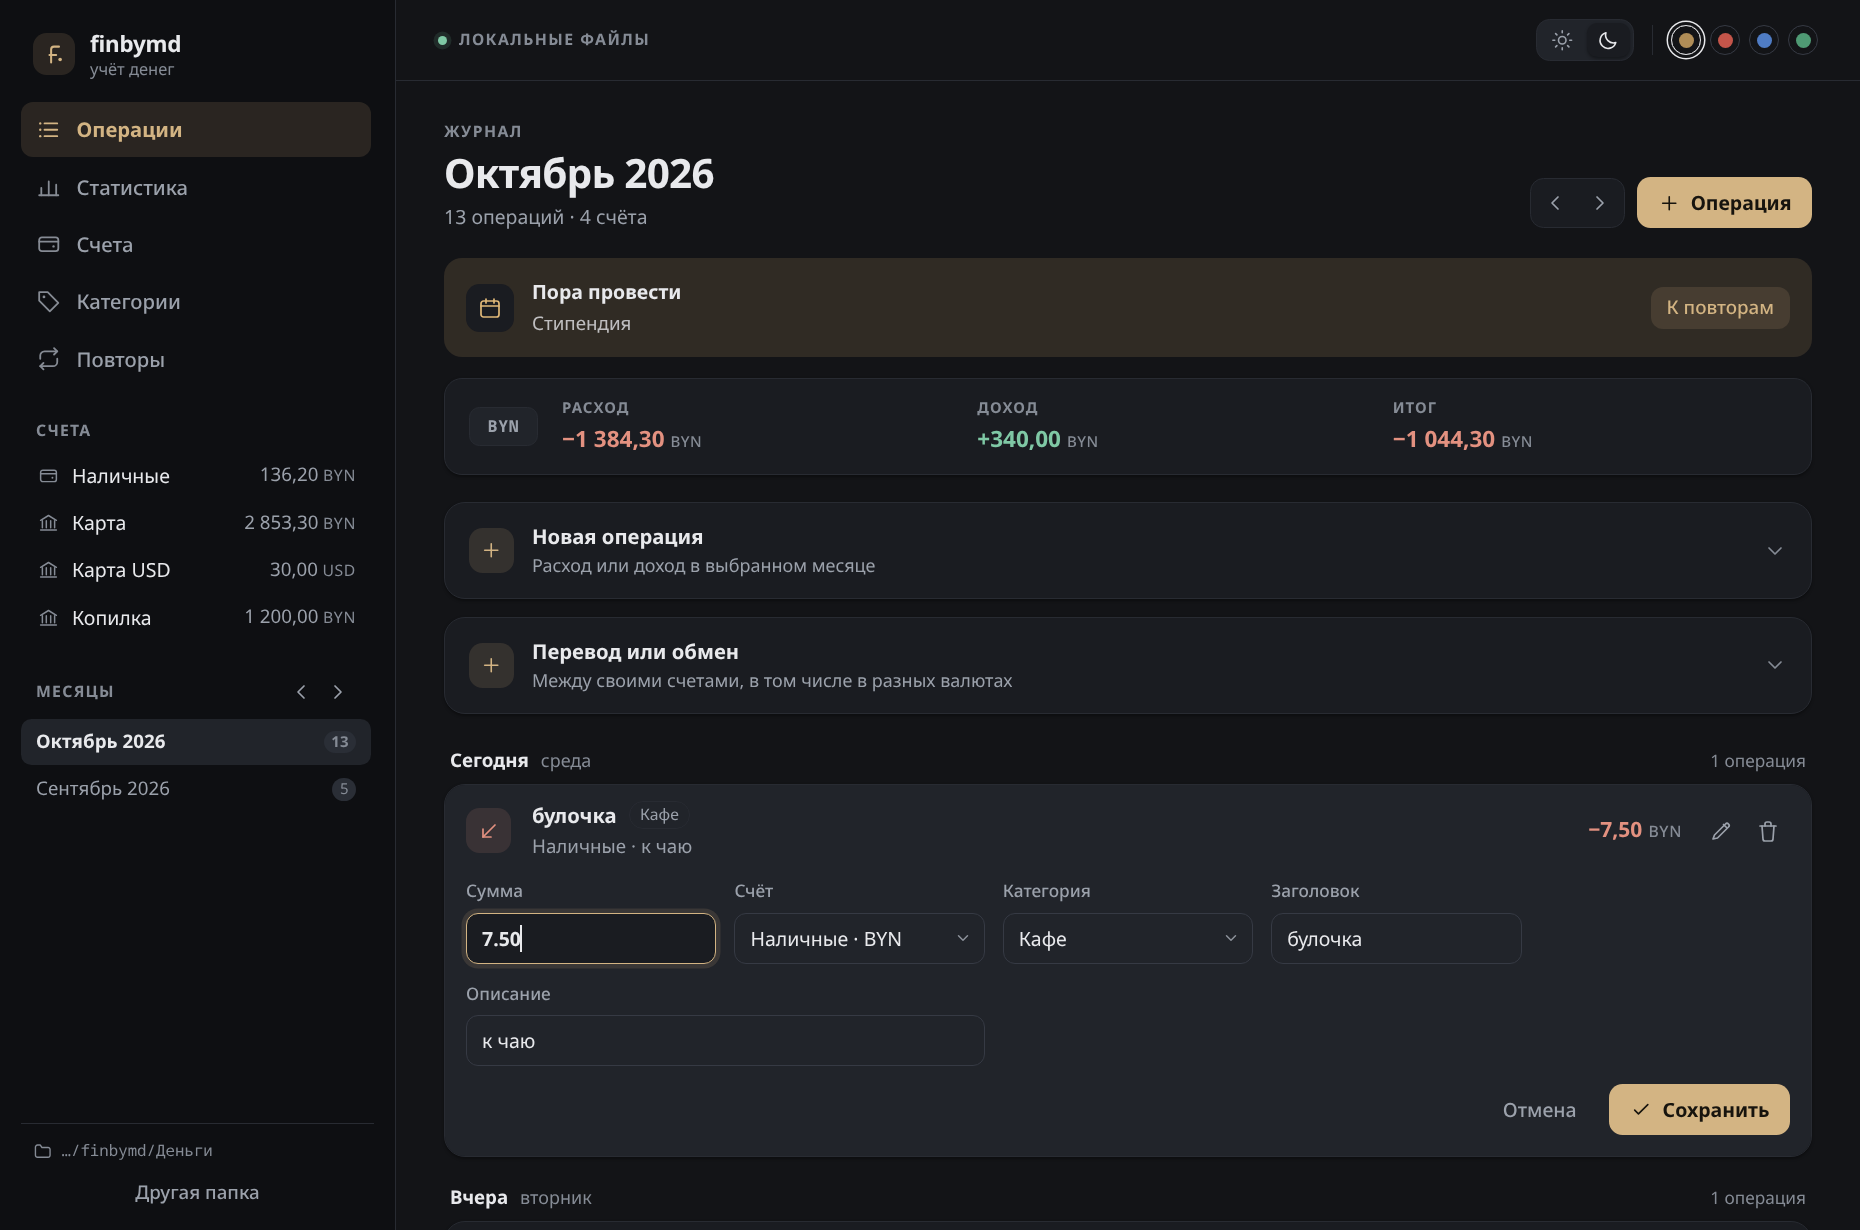 finbymd
учёт денег
Операции
Статистика
Счета
Категории
Повторы
СЧЕТА
Наличные 136,20 BYN
Карта 2 853,30 BYN
Карта USD 30,00 USD
Копилка 1 200,00 BYN
МЕСЯЦЫ
Октябрь 2026 13
Сентябрь 2026 5
…/finbymd/Деньги
Другая папка
ЛОКАЛЬНЫЕ ФАЙЛЫ
ЖУРНАЛ
Октябрь 2026
13 операций · 4 счёта
Операция
Пора провести
Стипендия
К повторам
BYN
РАСХОД
−1 384,30 BYN
ДОХОД
+340,00 BYN
ИТОГ
−1 044,30 BYN
Новая операция
Расход или доход в выбранном месяце
Перевод или обмен
Между своими счетами, в том числе в разных валютах
Сегодня среда 1 операция
булочка Кафе
Наличные · к чаю
−7,50 BYN
Сумма Счёт Категория Заголовок
7.50 Наличные · BYN Кафе булочка
Описание
к чаю
Отмена Сохранить
Вчера вторник 1 операция